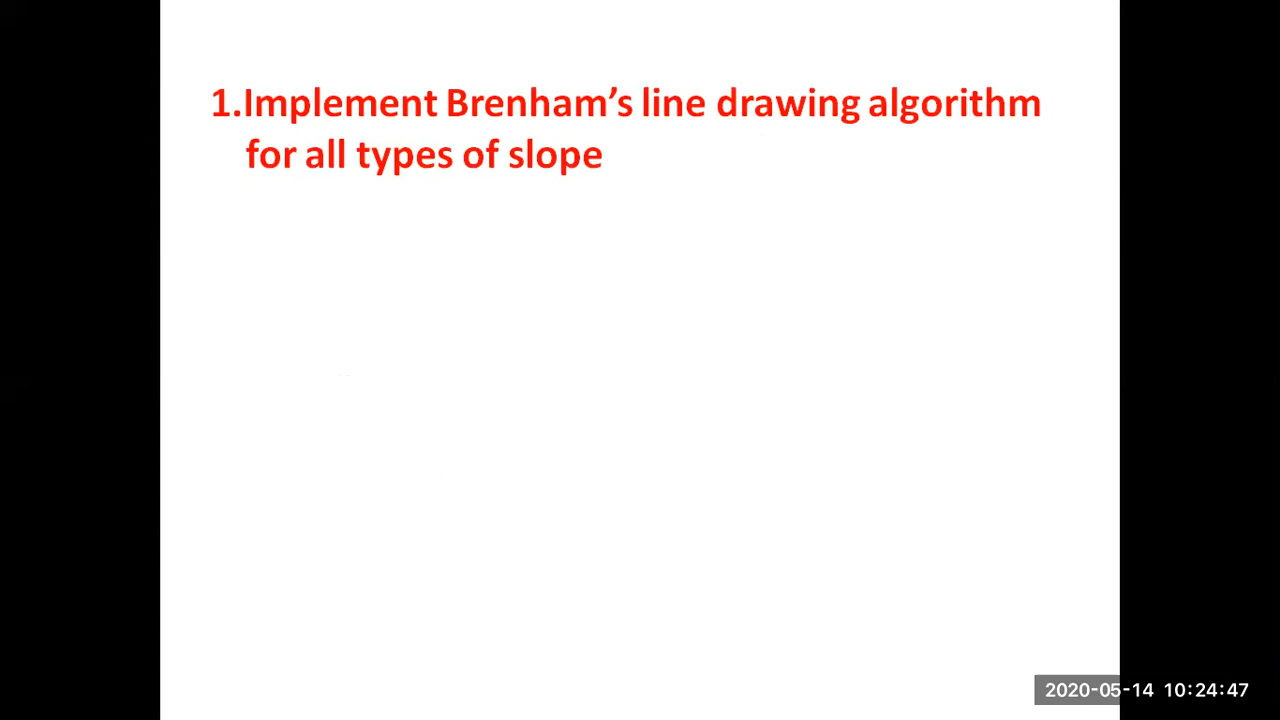 1.Implement Brenham’s line drawing algorithm
for all types of slope
2020-05-14 10:24:47